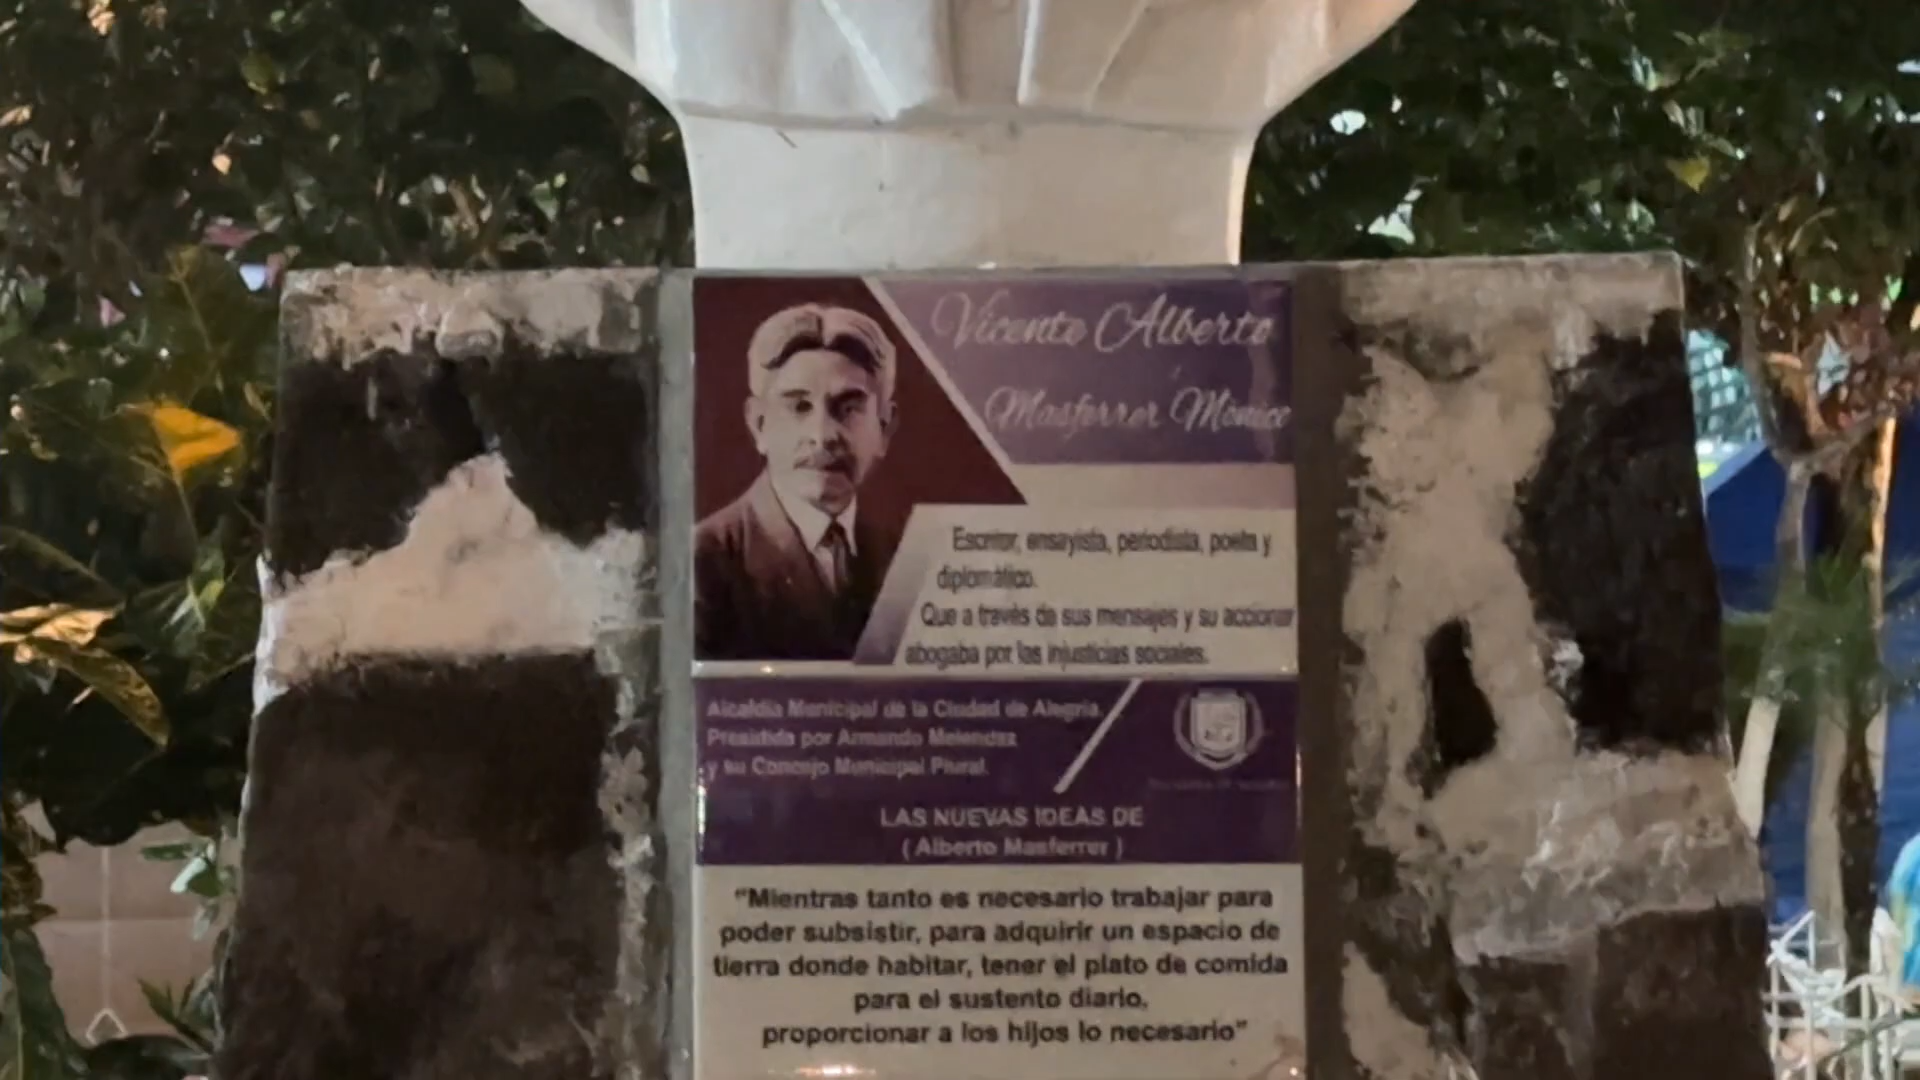 Vicente Alberto
Masferrer Mónico
Escritor, ensayista, periodista, poeta y
diplomático.
Que a través de sus mensajes y su accionar
abogaba por las injusticias sociales.
Alcaldía Municipal de la Ciudad de Alegría.
Presidida por Armando Melendez
y su Concejo Municipal Plural.
LAS NUEVAS IDEAS DE
( Alberto Masferrer )
“Mientras tanto es necesario trabajar para
poder subsistir, para adquirir un espacio de
tierra donde habitar, tener el plato de comida
para el sustento diario.
proporcionar a los hijos lo necesario”